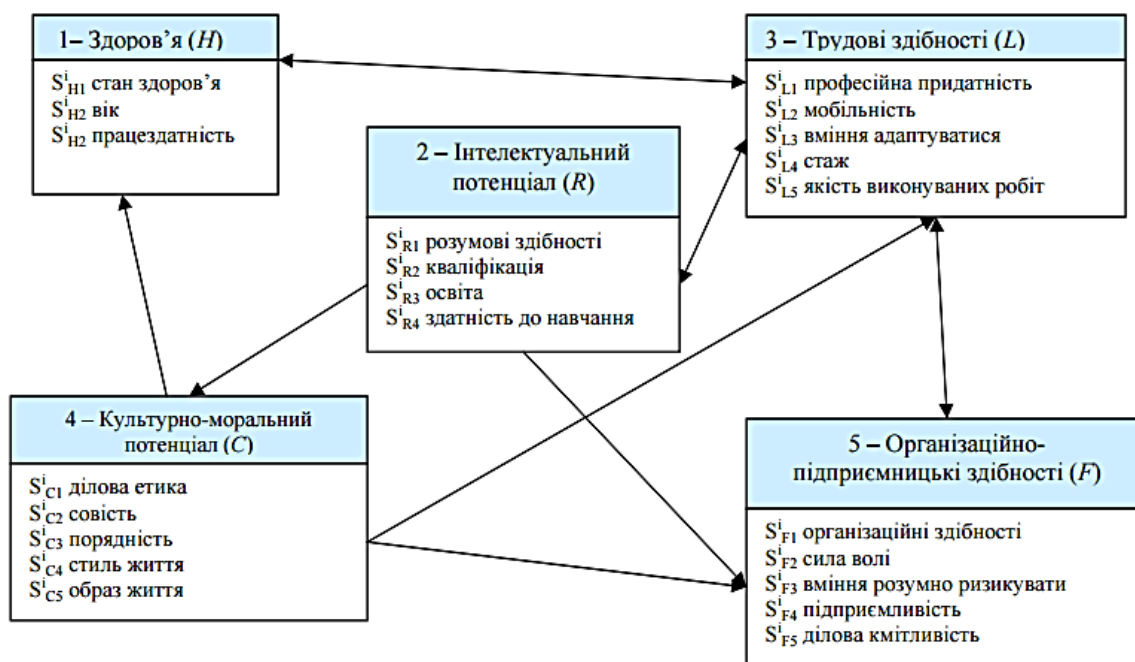 1– Здоров’я (H)
S^i_H1 стан здоров’я
S^i_H2 вік
S^i_H2 працездатність
2 – Інтелектуальний
потенціал (R)
S^i_R1 розумові здібності
S^i_R2 кваліфікація
S^i_R3 освіта
S^i_R4 здатність до навчання
3 – Трудові здібності (L)
S^i_L1 професійна придатність
S^i_L2 мобільність
S^i_L3 вміння адаптуватися
S^i_L4 стаж
S^i_L5 якість виконуваних робіт
4 – Культурно-моральний
потенціал (C)
S^i_C1 ділова етика
S^i_C2 совість
S^i_C3 порядність
S^i_C4 стиль життя
S^i_C5 образ життя
5 – Організаційно-
підприємницькі здібності (F)
S^i_F1 організаційні здібності
S^i_F2 сила волі
S^i_F3 вміння розумно ризикувати
S^i_F4 підприємливість
S^i_F5 ділова кмітливість